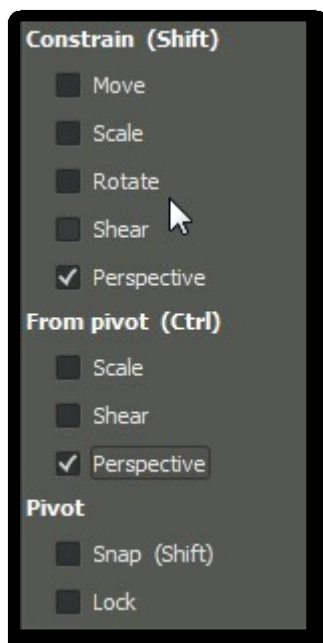 Constrain (Shift)
Move
Scale
Rotate
Shear
Perspective
From pivot (Ctrl)
Scale
Shear
Perspective
Pivot
Snap (Shift)
Lock